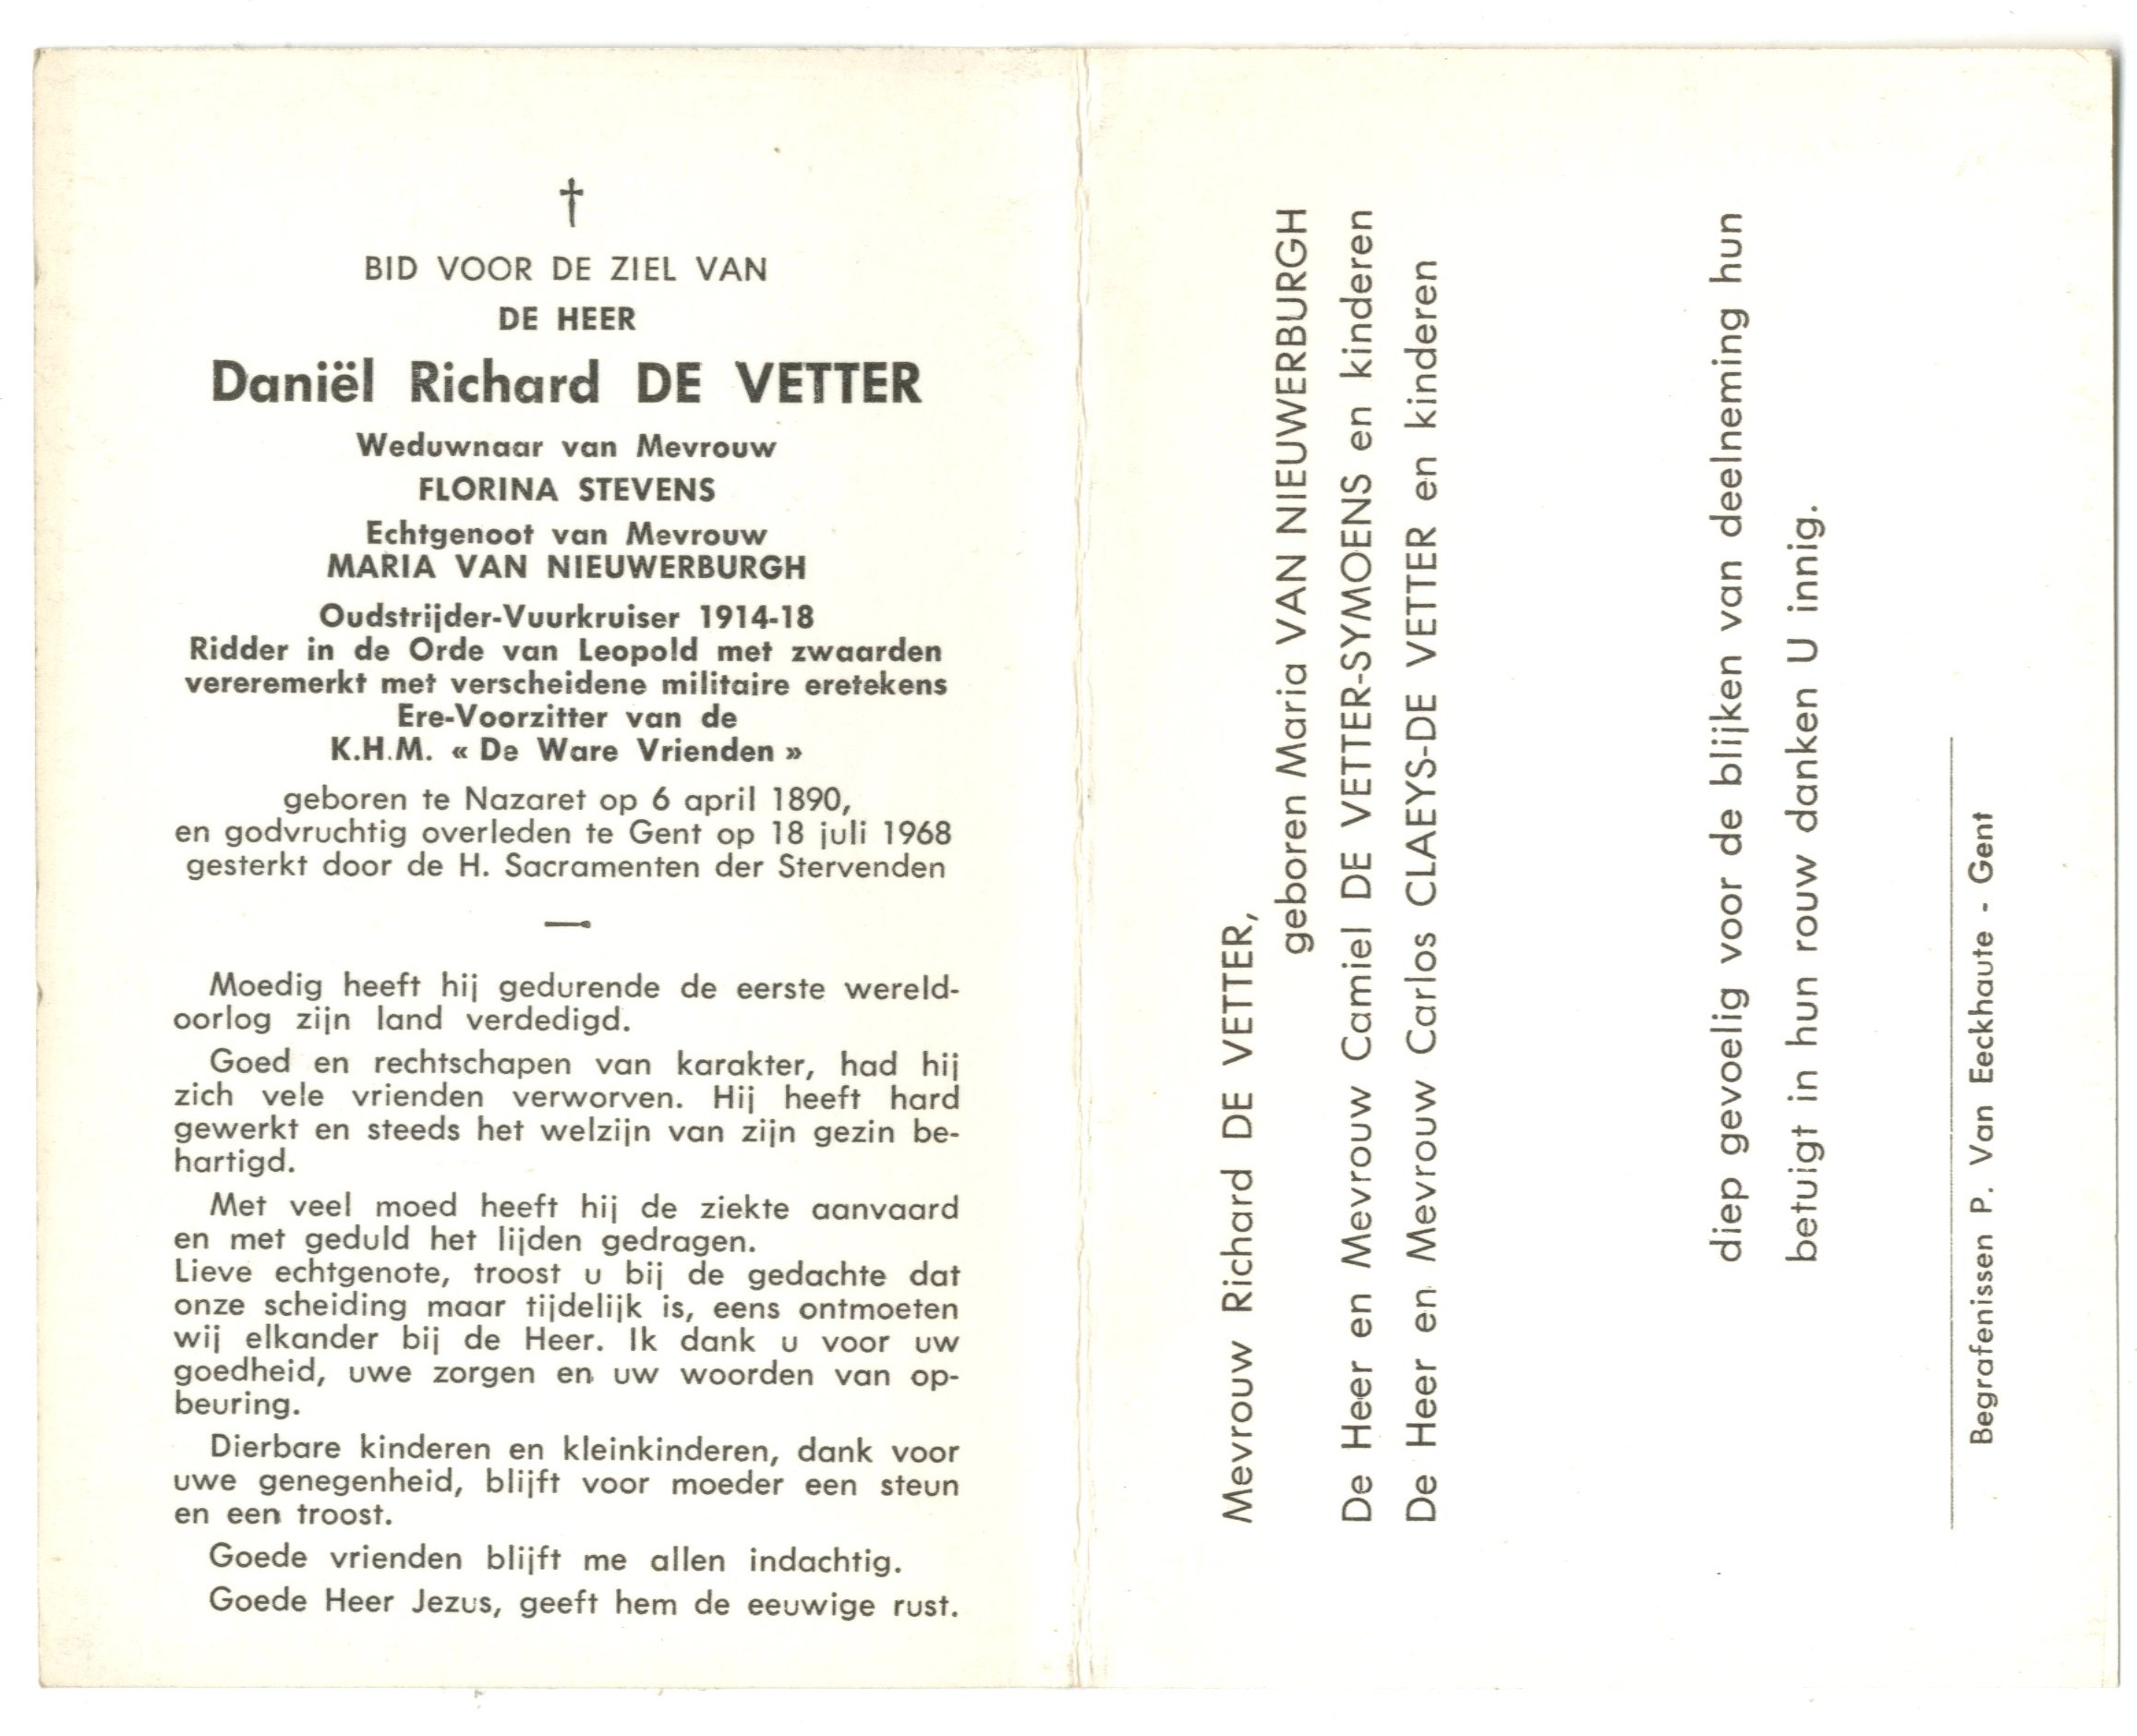 †
BID VOOR DE ZIEL VAN
DE HEER
Daniël Richard DE VETTER
Weduwnaar van Mevrouw
FLORINA STEVENS
Echtgenoot van Mevrouw
MARIA VAN NIEUWERBURGH
Oudstrijder-Vuurkruiser 1914-18
Ridder in de Orde van Leopold met zwaarden
vereremerkt met verscheidene militaire eretekens
Ere-Voorzitter van de
K.H.M. « De Ware Vrienden »
geboren te Nazaret op 6 april 1890,
en godvruchtig overleden te Gent op 18 juli 1968
gesterkt door de H. Sacramenten der Stervenden
Moedig heeft hij gedurende de eerste wereld-
oorlog zijn land verdedigd.
Goed en rechtschapen van karakter, had hij
zich vele vrienden verworven. Hij heeft hard
gewerkt en steeds het welzijn van zijn gezin be-
hartigd.
Met veel moed heeft hij de ziekte aanvaard
en met geduld het lijden gedragen.
Lieve echtgenote, troost u bij de gedachte dat
onze scheiding maar tijdelijk is, eens ontmoeten
wij elkander bij de Heer. Ik dank u voor uw
goedheid, uwe zorgen en uw woorden van op-
beuring.
Dierbare kinderen en kleinkinderen, dank voor
uwe genegenheid, blijft voor moeder een steun
en een troost.
Goede vrienden blijft me allen indachtig.
Goede Heer Jezus, geeft hem de eeuwige rust.
Mevrouw Richard DE VETTER,
geboren Maria VAN NIEUWERBURGH
De Heer en Mevrouw Camiel DE VETTER-SYMOENS en kinderen
De Heer en Mevrouw Carlos CLAEYS-DE VETTER en kinderen
diep gevoelig voor de blijken van deelneming hun
betuigt in hun rouw danken U innig.
Begrafenissen P. Van Eeckhaute - Gent